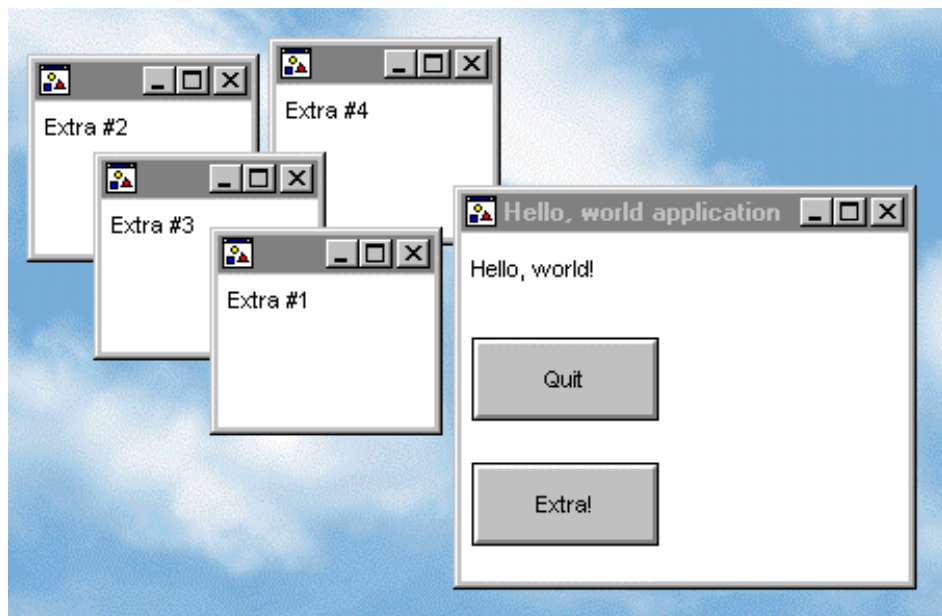 Extra #2
Extra #4
Extra #3
Extra #1
Hello, world application
Hello, world!
Quit
Extra!